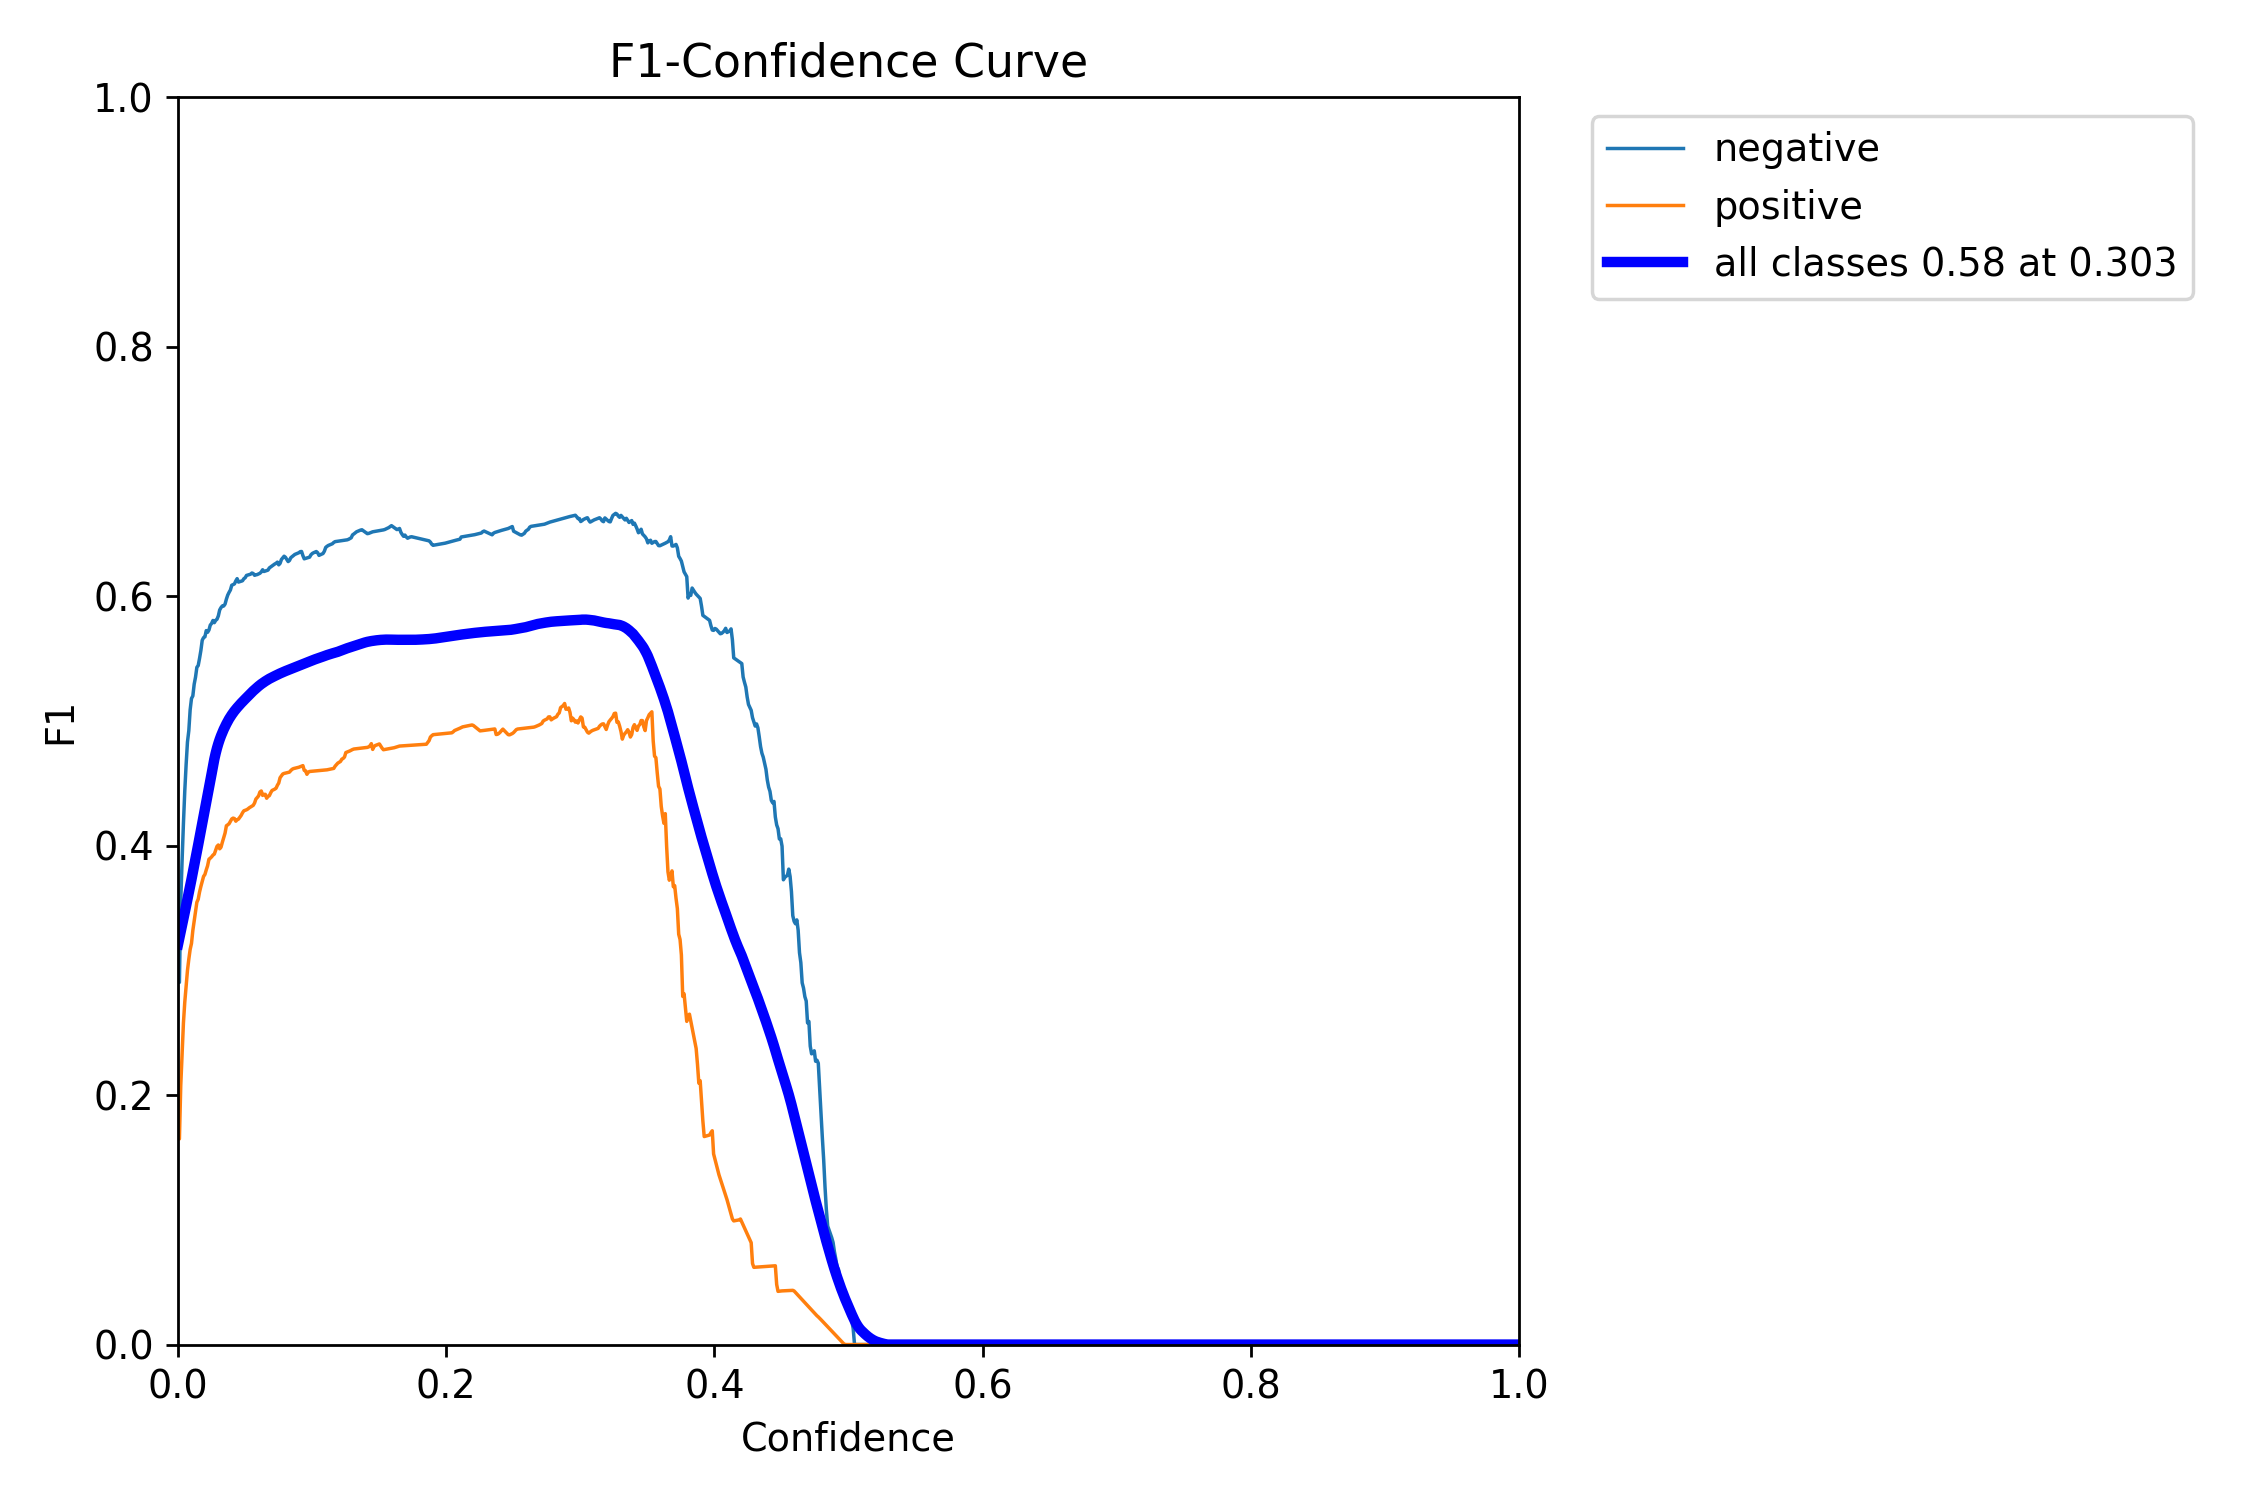 F1-Confidence Curve
1.0
0.8
0.6
0.4
0.2
0.0
F1
0.0 0.2 0.4 0.6 0.8 1.0
Confidence
negative
positive
all classes 0.58 at 0.303